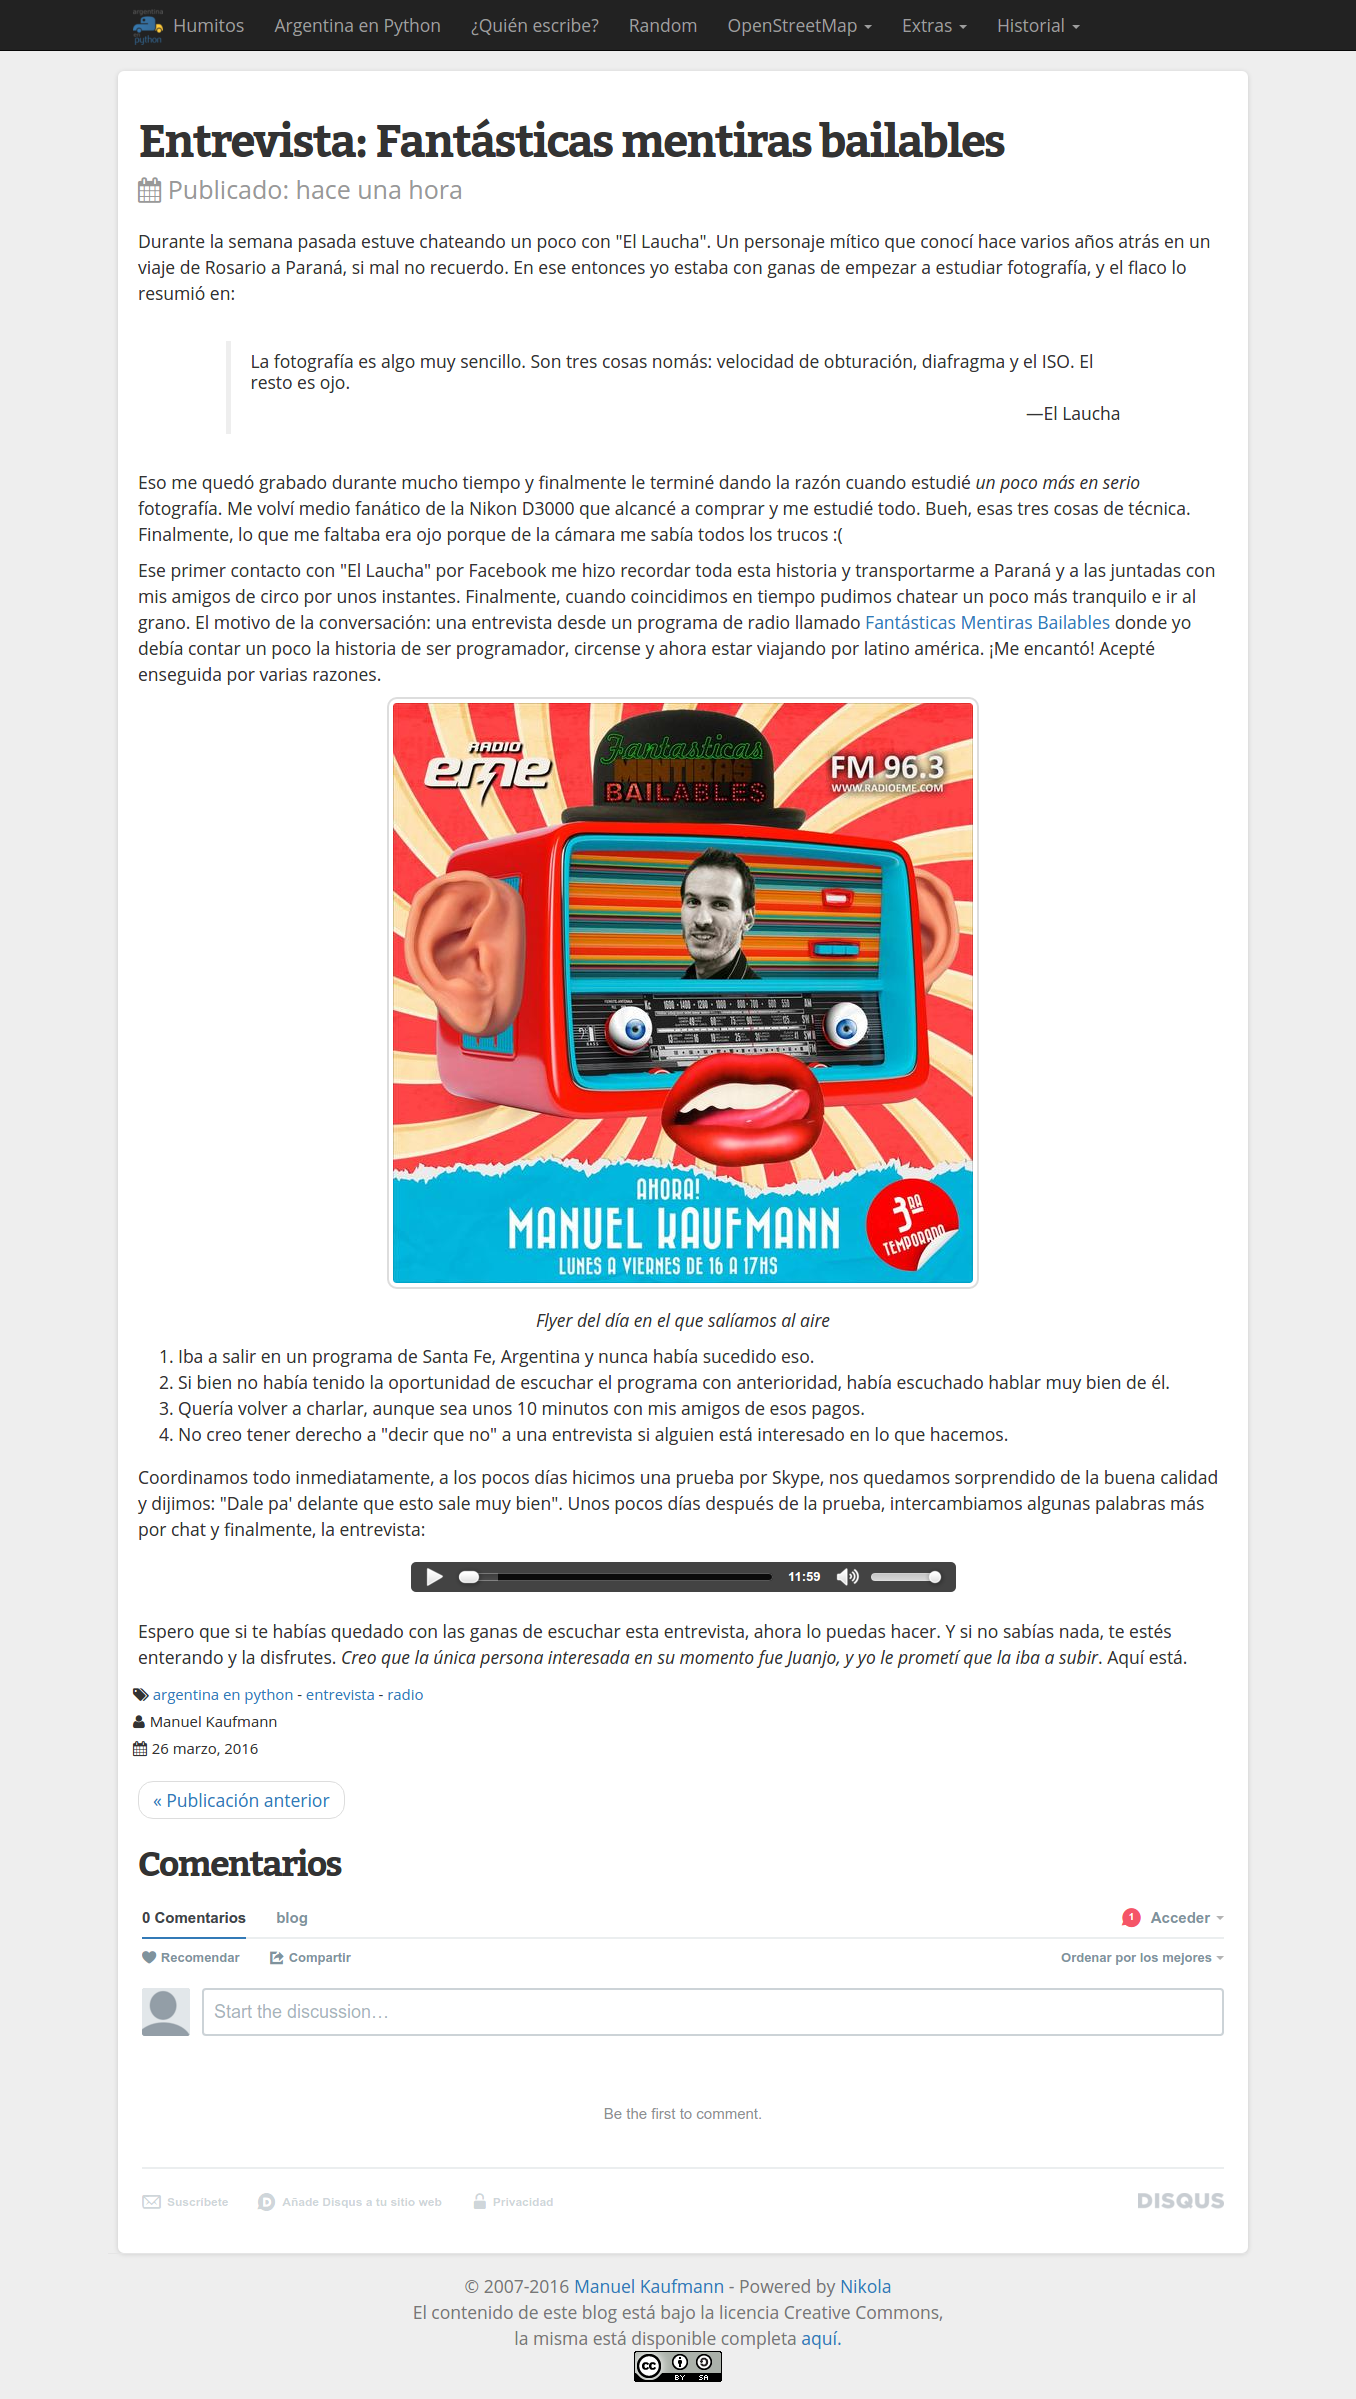 argentina en python
Humitos Argentina en Python ¿Quién escribe? Random OpenStreetMap Extras Historial
Entrevista: Fantásticas mentiras bailables
Publicado: hace una hora
Durante la semana pasada estuve chateando un poco con "El Laucha". Un personaje mítico que conocí hace varios años atrás en un
viaje de Rosario a Paraná, si mal no recuerdo. En ese entonces yo estaba con ganas de empezar a estudiar fotografía, y el flaco lo
resumió en:
La fotografía es algo muy sencillo. Son tres cosas nomás: velocidad de obturación, diafragma y el ISO. El
resto es ojo.
—El Laucha
Eso me quedó grabado durante mucho tiempo y finalmente le terminé dando la razón cuando estudié un poco más en serio
fotografía. Me volví medio fanático de la Nikon D3000 que alcancé a comprar y me estudié todo. Bueh, esas tres cosas de técnica.
Finalmente, lo que me faltaba era ojo porque de la cámara me sabía todos los trucos :(
Ese primer contacto con "El Laucha" por Facebook me hizo recordar toda esta historia y transportarme a Paraná y a las juntadas con
mis amigos de circo por unos instantes. Finalmente, cuando coincidimos en tiempo pudimos chatear un poco más tranquilo e ir al
grano. El motivo de la conversación: una entrevista desde un programa de radio llamado Fantásticas Mentiras Bailables donde yo
debía contar un poco la historia de ser programador, circense y ahora estar viajando por latino américa. ¡Me encantó! Acepté
enseguida por varias razones.
RADIO
eme
Fantasticas
MENTIRAS
BAILABLES
FM 96.3
WWW.RADIOEME.COM
AHORA!
MANUEL KAUFMANN
LUNES A VIERNES DE 16 A 17HS
3RA
TEMPORADA
Flyer del día en el que salíamos al aire
1. Iba a salir en un programa de Santa Fe, Argentina y nunca había sucedido eso.
2. Si bien no había tenido la oportunidad de escuchar el programa con anterioridad, había escuchado hablar muy bien de él.
3. Quería volver a charlar, aunque sea unos 10 minutos con mis amigos de esos pagos.
4. No creo tener derecho a "decir que no" a una entrevista si alguien está interesado en lo que hacemos.
Coordinamos todo inmediatamente, a los pocos días hicimos una prueba por Skype, nos quedamos sorprendido de la buena calidad
y dijimos: "Dale pa' delante que esto sale muy bien". Unos pocos días después de la prueba, intercambiamos algunas palabras más
por chat y finalmente, la entrevista:
11:59
Espero que si te habías quedado con las ganas de escuchar esta entrevista, ahora lo puedas hacer. Y si no sabías nada, te estés
enterando y la disfrutes. Creo que la única persona interesada en su momento fue Juanjo, y yo le prometí que la iba a subir. Aquí está.
argentina en python - entrevista - radio
Manuel Kaufmann
26 marzo, 2016
« Publicación anterior
Comentarios
0 Comentarios blog 1 Acceder
Recomendar Compartir Ordenar por los mejores
Start the discussion...
Be the first to comment.
Suscríbete Añade Disqus a tu sitio web Privacidad DISQUS
© 2007-2016 Manuel Kaufmann - Powered by Nikola
El contenido de este blog está bajo la licencia Creative Commons,
la misma está disponible completa aquí.
cc BY SA